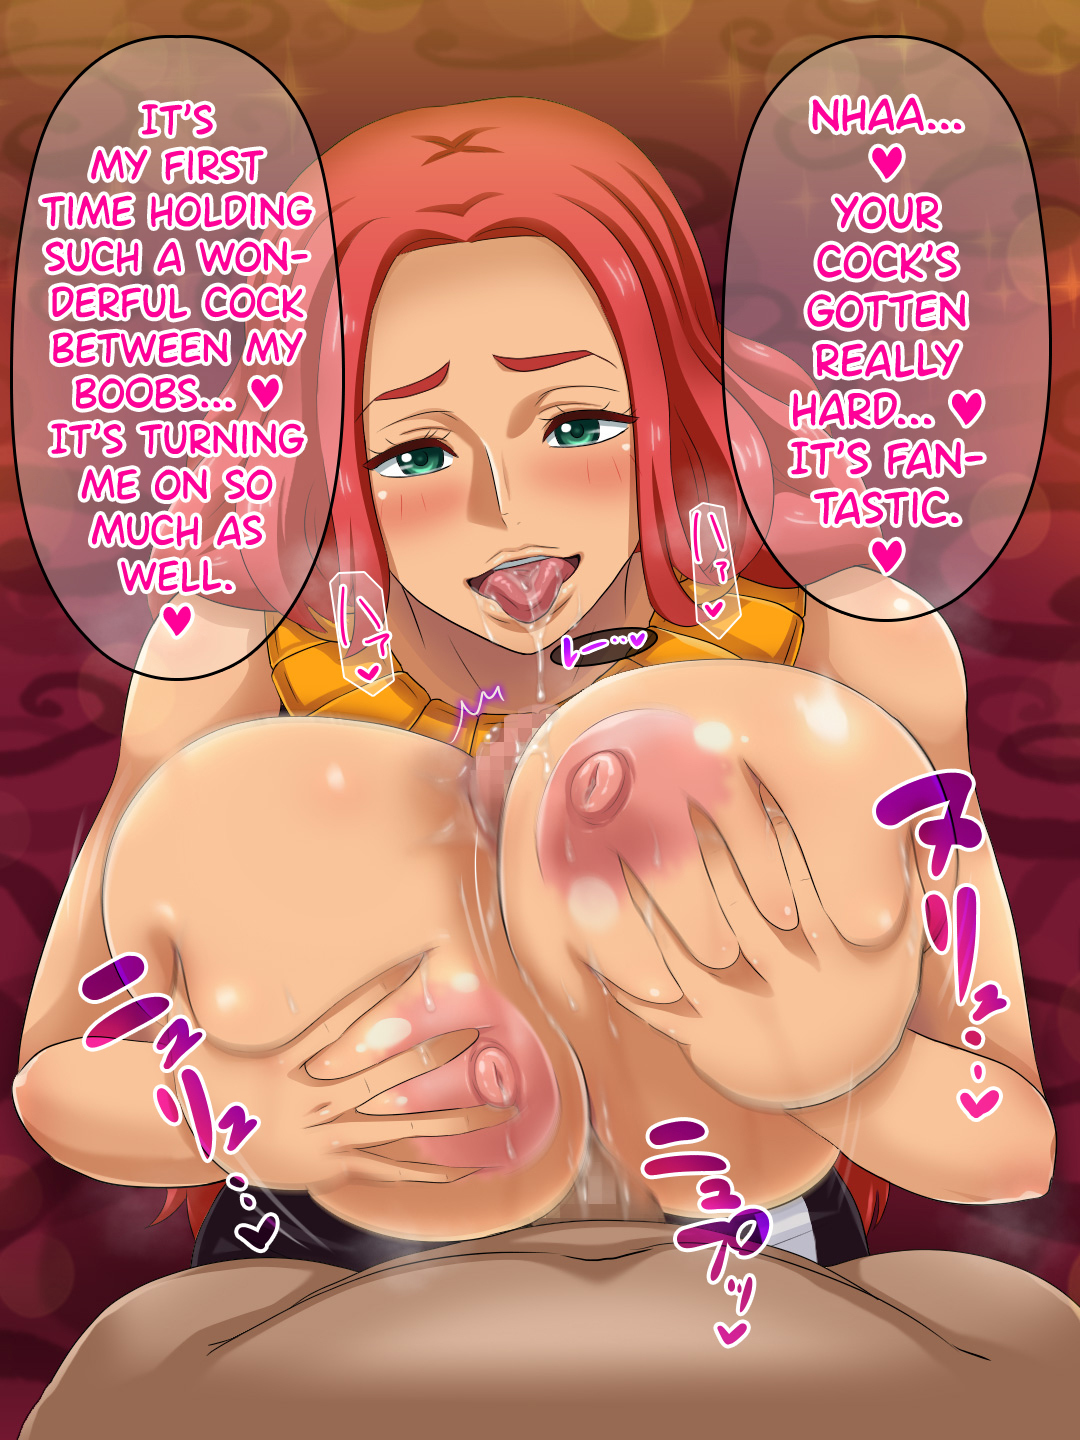 NHAA...
♥
YOUR
COCK'S
GOTTEN
REALLY
HARD... ♥
IT'S FAN-
TASTIC.
♥
IT'S
MY FIRST
TIME HOLDING
SUCH A WON-
DERFUL COCK
BETWEEN MY
BOOBS... ♥
IT'S TURNING
ME ON SO
MUCH AS
WELL.
♥
ハァ♥
ハァ♥
レー…♥
ヌリュ…♥
ニュリュ…♥
ニュプッ♥